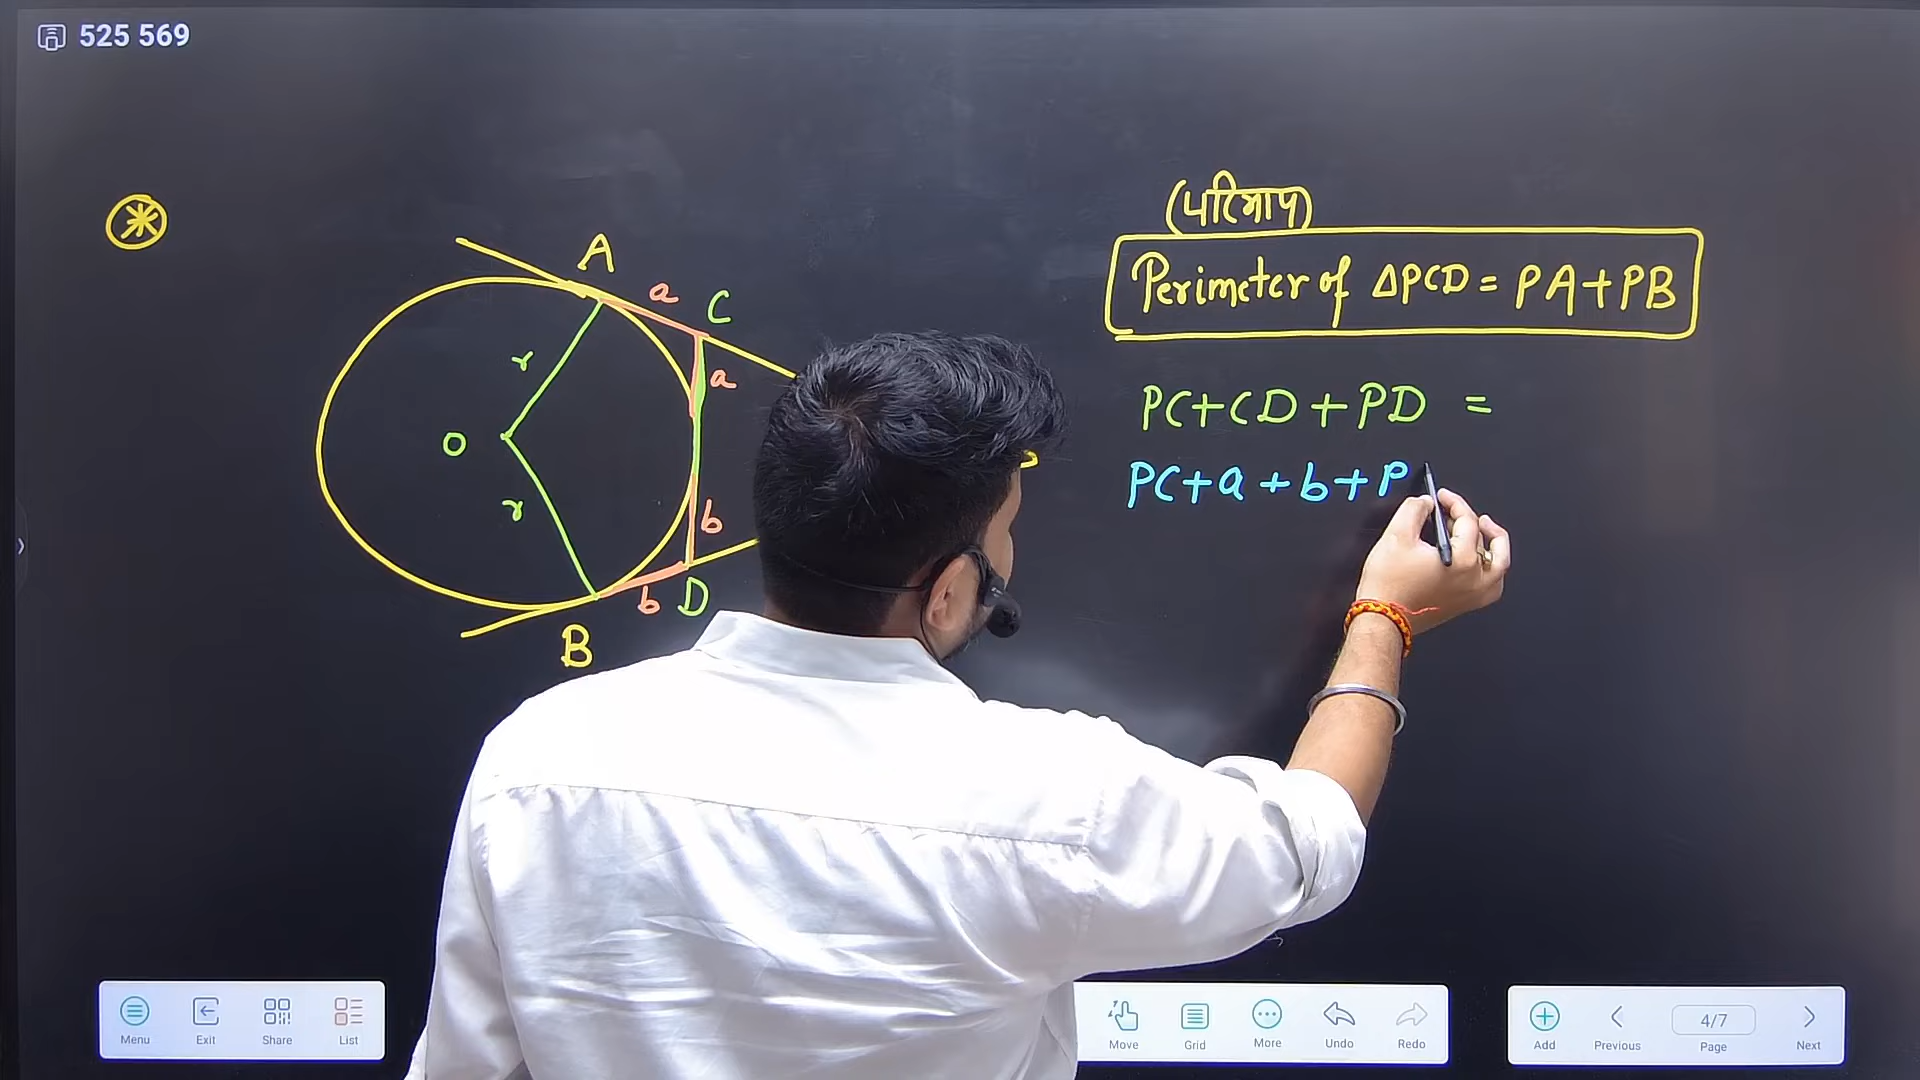 525 569
(परिमाप)
Perimeter of ΔPCD = PA+PB
A
a
C
r
a
PC+CD+PD =
O
PC+a+b+P
r
b
b
D
B
Menu
Exit
Share
List
Move
Grid
More
Undo
Redo
Add
Previous
4/7
Page
Next